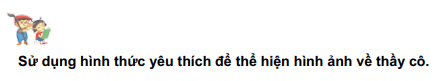 Sử dụng hình thức yêu thích để thể hiện hình ảnh về thầy cô.